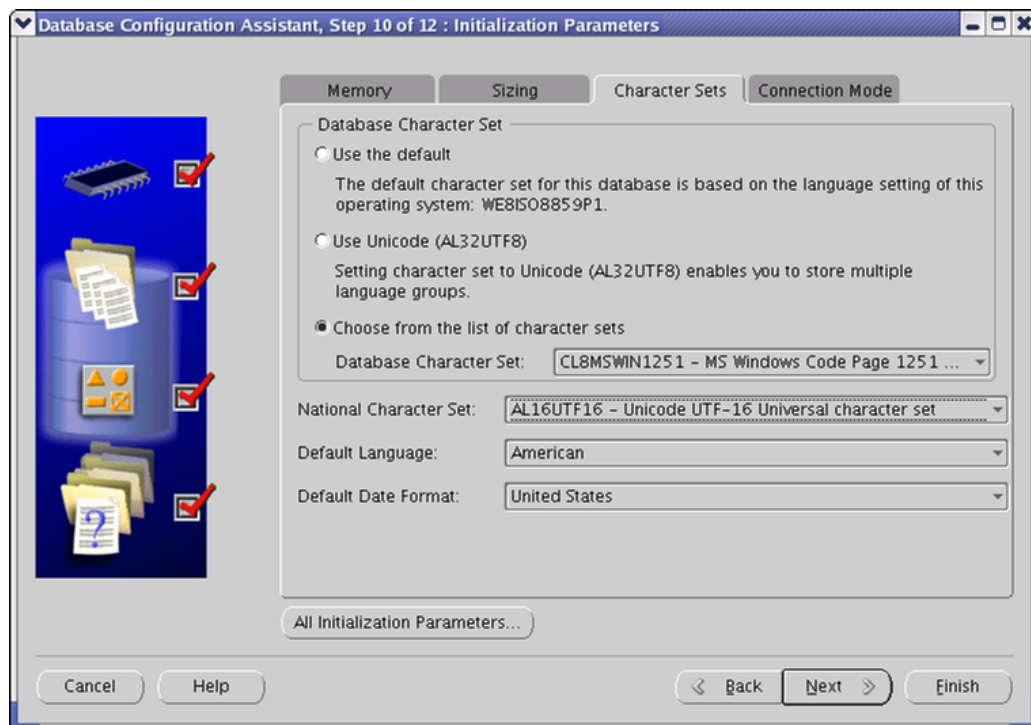 Database Configuration Assistant, Step 10 of 12 : Initialization Parameters
Memory
Sizing
Character Sets
Connection Mode
Database Character Set
Use the default
The default character set for this database is based on the language setting of this
operating system: WE8ISO8859P1.
Use Unicode (AL32UTF8)
Setting character set to Unicode (AL32UTF8) enables you to store multiple
language groups.
Choose from the list of character sets
Database Character Set: CL8MSWIN1251 - MS Windows Code Page 1251 ...
National Character Set: AL16UTF16 - Unicode UTF-16 Universal character set
Default Language: American
Default Date Format: United States
?
All Initialization Parameters...
Cancel
Help
Back
Next
Finish